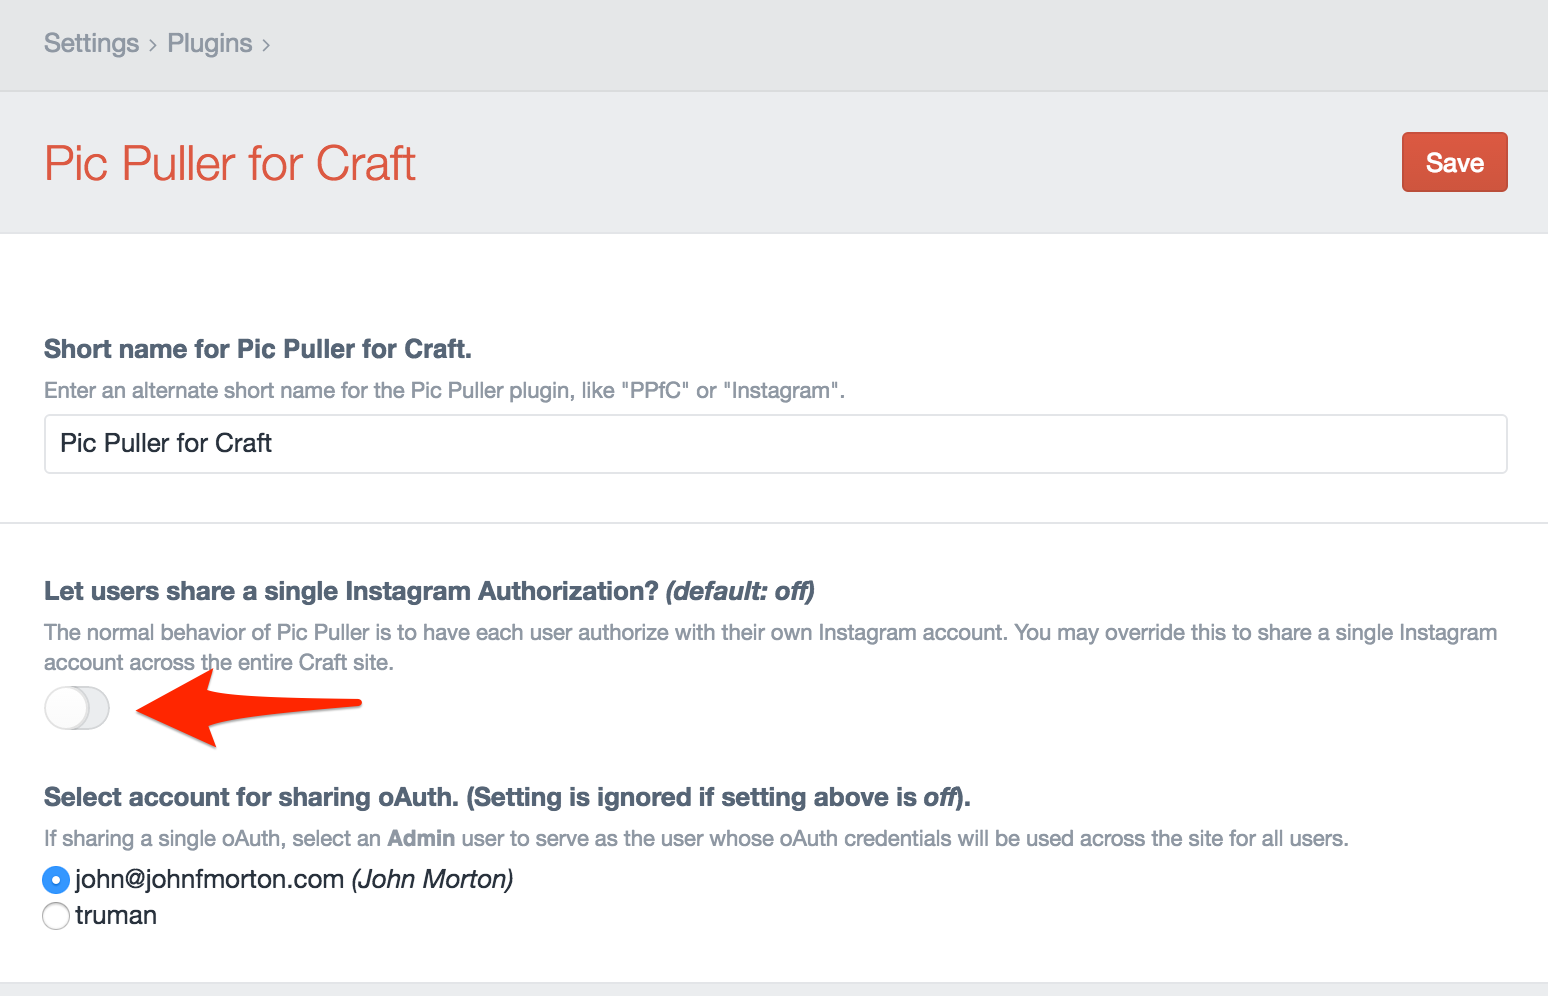 Settings › Plugins ›
Pic Puller for Craft
Save
Short name for Pic Puller for Craft.
Enter an alternate short name for the Pic Puller plugin, like "PPfC" or "Instagram".
Pic Puller for Craft
Let users share a single Instagram Authorization? (default: off)
The normal behavior of Pic Puller is to have each user authorize with their own Instagram account. You may override this to share a single Instagram
account across the entire Craft site.
Select account for sharing oAuth. (Setting is ignored if setting above is off).
If sharing a single oAuth, select an Admin user to serve as the user whose oAuth credentials will be used across the site for all users.
john@johnfmorton.com (John Morton)
truman